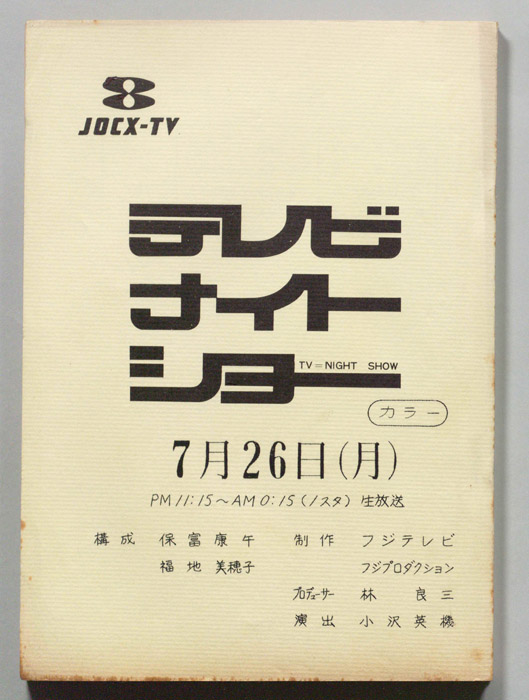 JOCX-TV
テレビ
ナイト
ショー
TV=NIGHT SHOW
カラー
7月26日(月)
PM 11:15～AM 0:15 (1スタ) 生放送
構成 保富康午 制作 フジテレビ
福地美穂子 フジプロダクション
プロデューサー 林良三
演出 小沢英機